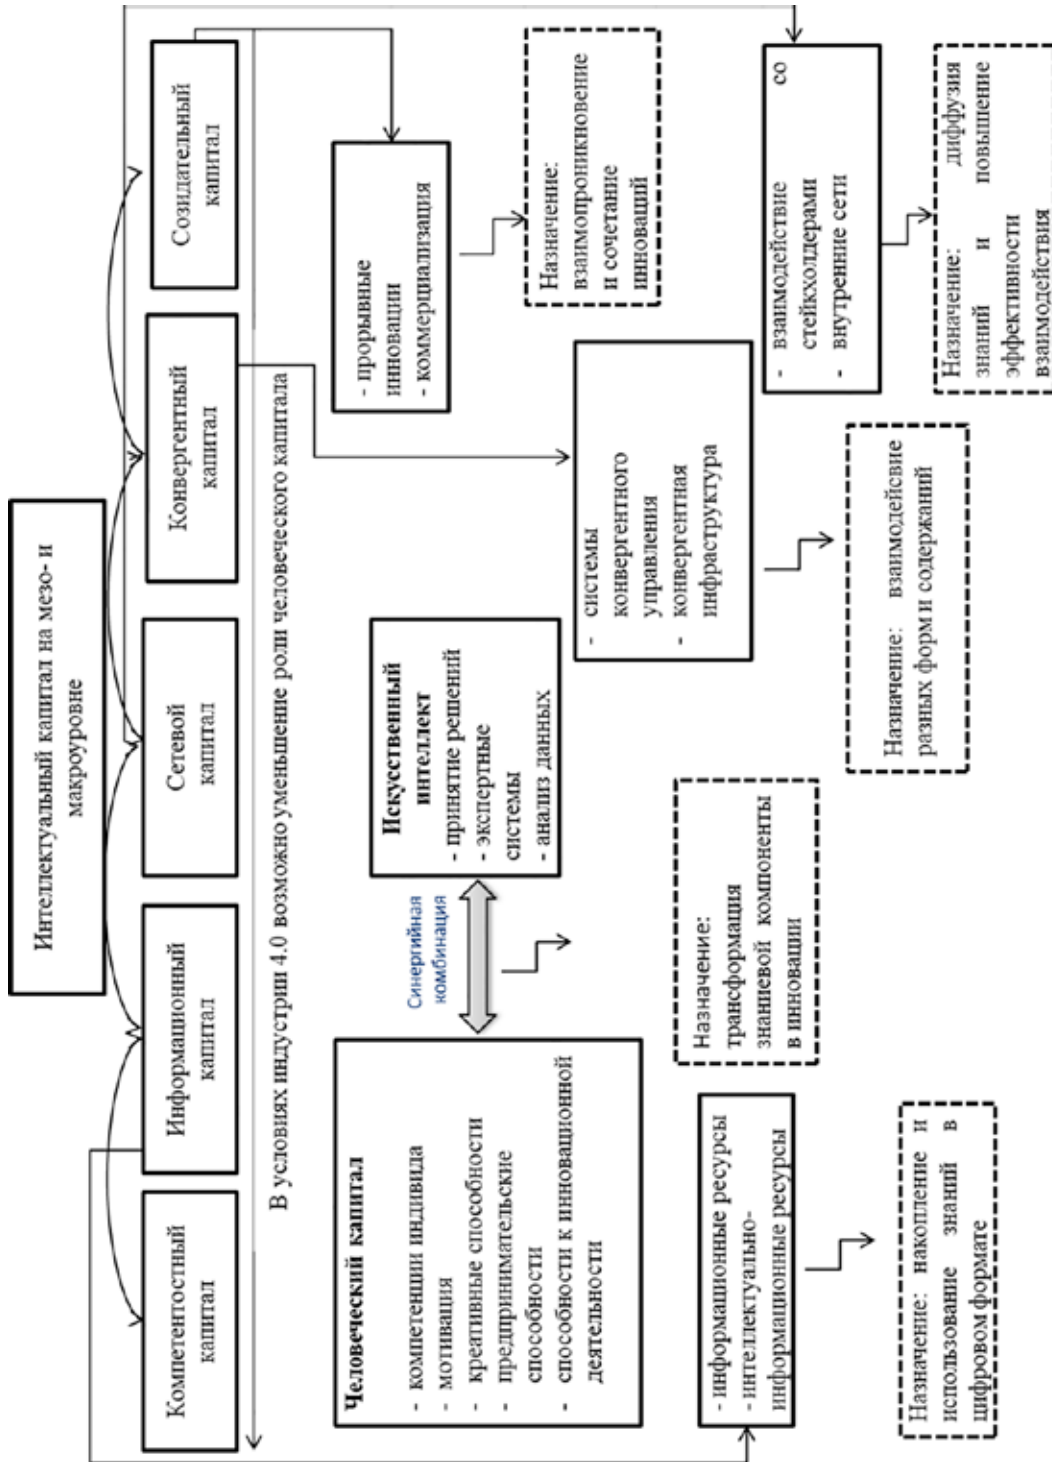 Интеллектуальный капитал на мезо- и
макроуровне
Компетентостный
капитал
Информационный
капитал
Сетевой
капитал
Конвергентный
капитал
Созидательный
капитал
В условиях индустрии 4.0 возможно уменьшение роли человеческого капитала
Человеческий капитал
- компетенции индивида
- мотивация
- креативные способности
- предпринимательские
способности
- способности к инновационной
деятельности
Синергийная
комбинация
Искусственный
интеллект
- принятие решений
- экспертные
системы
- анализ данных
- прорывные
инновации
- коммерциализация
Назначение:
взаимопроникновение
и сочетание
инноваций
- системы
конвергентного
управления
- конвергентная
инфраструктура
Назначение: взаимодейсвие
разных форм и содержаний
- взаимодействие со
стейкхолдерами
- внутренние сети
Назначение: диффузия
знаний и повышение
эффективности
взаимодействия
Назначение:
трансформация
знаниевой компоненты
в инновации
- информационные ресурсы
- интеллектуально-
информационные ресурсы
Назначение: накопление и
использование знаний в
цифровом формате